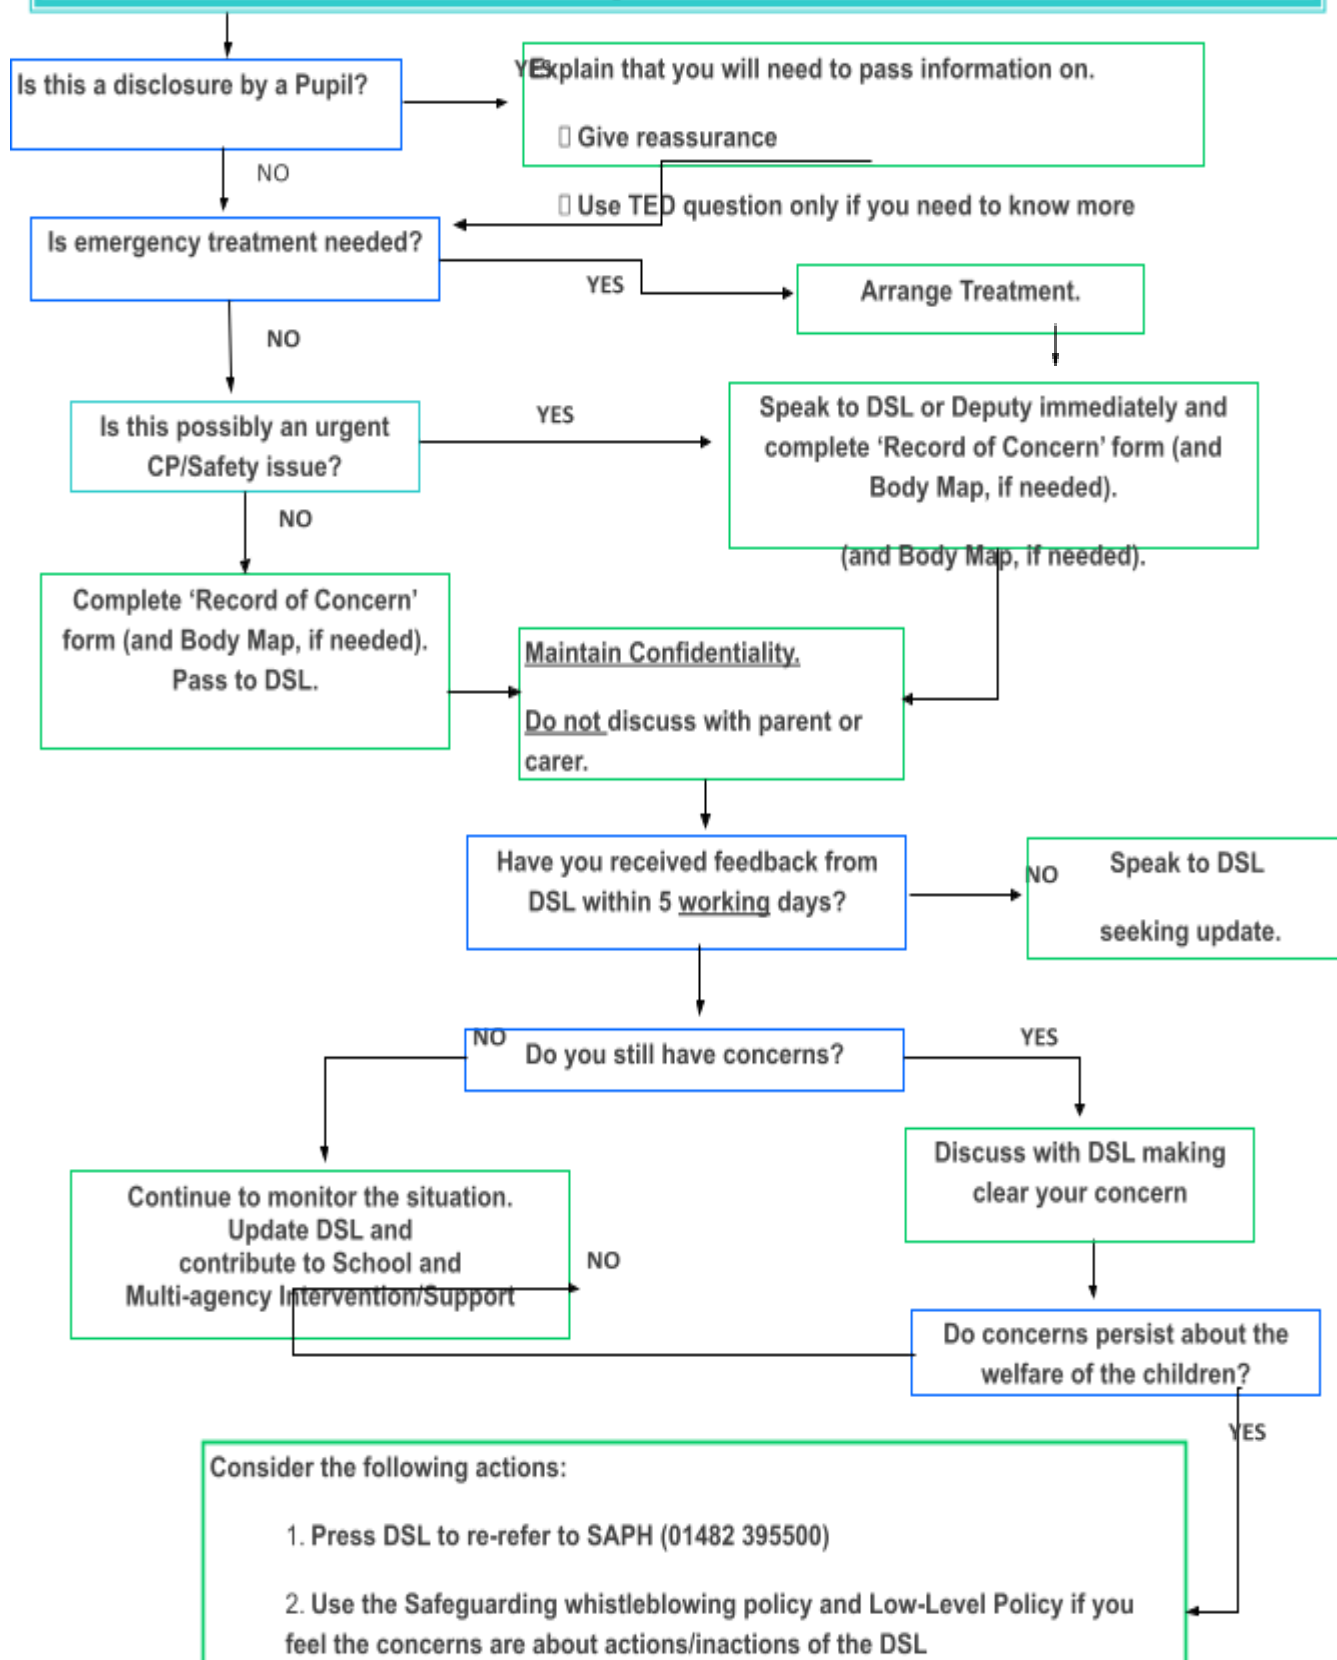 Is this a disclosure by a Pupil?
YES
Explain that you will need to pass information on.
Give reassurance
NO
Use TED question only if you need to know more
Is emergency treatment needed?
YES
Arrange Treatment.
NO
Is this possibly an urgent
CP/Safety issue?
YES
Speak to DSL or Deputy immediately and
complete ‘Record of Concern’ form (and
Body Map, if needed).
(and Body Map, if needed).
NO
Complete ‘Record of Concern’
form (and Body Map, if needed).
Pass to DSL.
Maintain Confidentiality.
Do not discuss with parent or
carer.
Have you received feedback from
DSL within 5 working days?
NO
Speak to DSL
seeking update.
NO
Do you still have concerns?
YES
Discuss with DSL making
clear your concern
Continue to monitor the situation.
Update DSL and
contribute to School and
Multi-agency Intervention/Support
NO
Do concerns persist about the
welfare of the children?
YES
Consider the following actions:
1. Press DSL to re-refer to SAPH (01482 395500)
2. Use the Safeguarding whistleblowing policy and Low-Level Policy if you
feel the concerns are about actions/inactions of the DSL